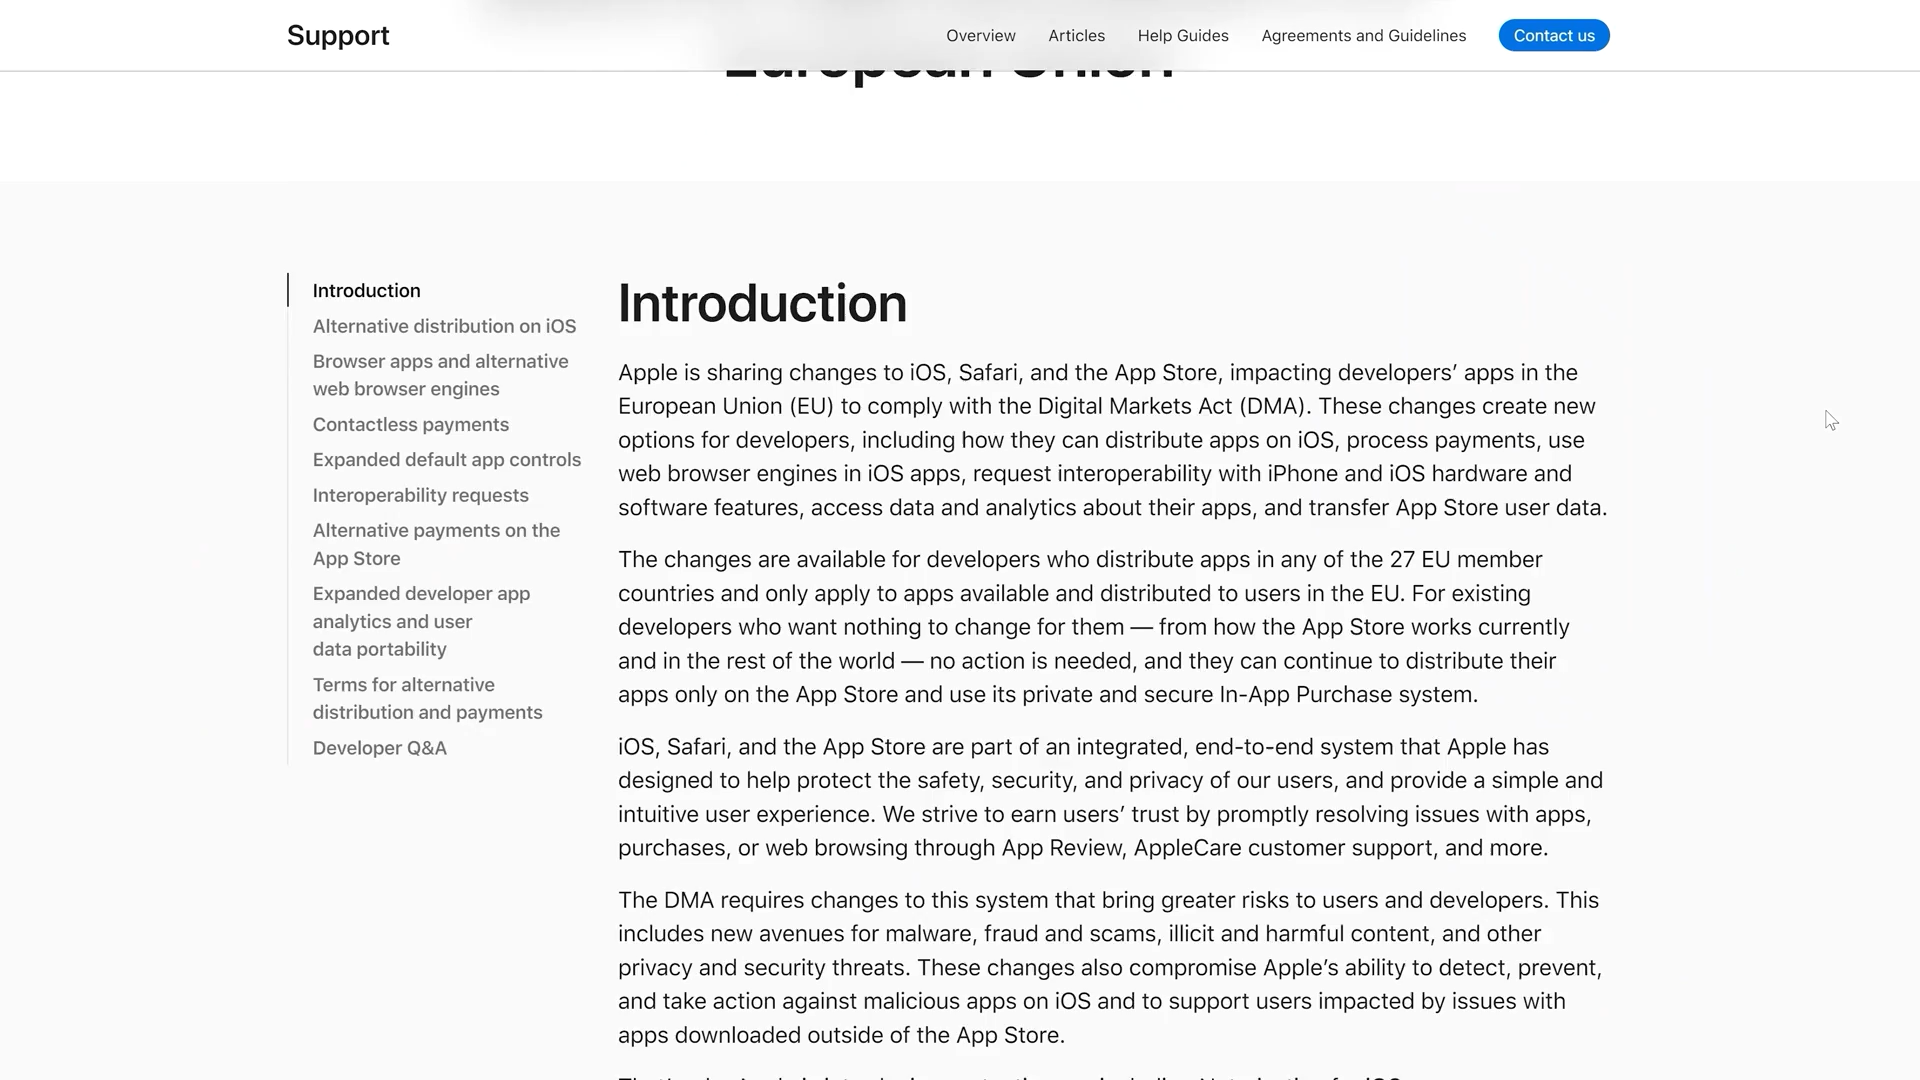 Support
Overview
Articles
Help Guides
Agreements and Guidelines
Contact us
European Union
Introduction
Alternative distribution on iOS
Browser apps and alternative
web browser engines
Contactless payments
Expanded default app controls
Interoperability requests
Alternative payments on the
App Store
Expanded developer app
analytics and user
data portability
Terms for alternative
distribution and payments
Developer Q&A
Introduction
Apple is sharing changes to iOS, Safari, and the App Store, impacting developers’ apps in the
European Union (EU) to comply with the Digital Markets Act (DMA). These changes create new
options for developers, including how they can distribute apps on iOS, process payments, use
web browser engines in iOS apps, request interoperability with iPhone and iOS hardware and
software features, access data and analytics about their apps, and transfer App Store user data.
The changes are available for developers who distribute apps in any of the 27 EU member
countries and only apply to apps available and distributed to users in the EU. For existing
developers who want nothing to change for them — from how the App Store works currently
and in the rest of the world — no action is needed, and they can continue to distribute their
apps only on the App Store and use its private and secure In-App Purchase system.
iOS, Safari, and the App Store are part of an integrated, end-to-end system that Apple has
designed to help protect the safety, security, and privacy of our users, and provide a simple and
intuitive user experience. We strive to earn users’ trust by promptly resolving issues with apps,
purchases, or web browsing through App Review, AppleCare customer support, and more.
The DMA requires changes to this system that bring greater risks to users and developers. This
includes new avenues for malware, fraud and scams, illicit and harmful content, and other
privacy and security threats. These changes also compromise Apple’s ability to detect, prevent,
and take action against malicious apps on iOS and to support users impacted by issues with
apps downloaded outside of the App Store.